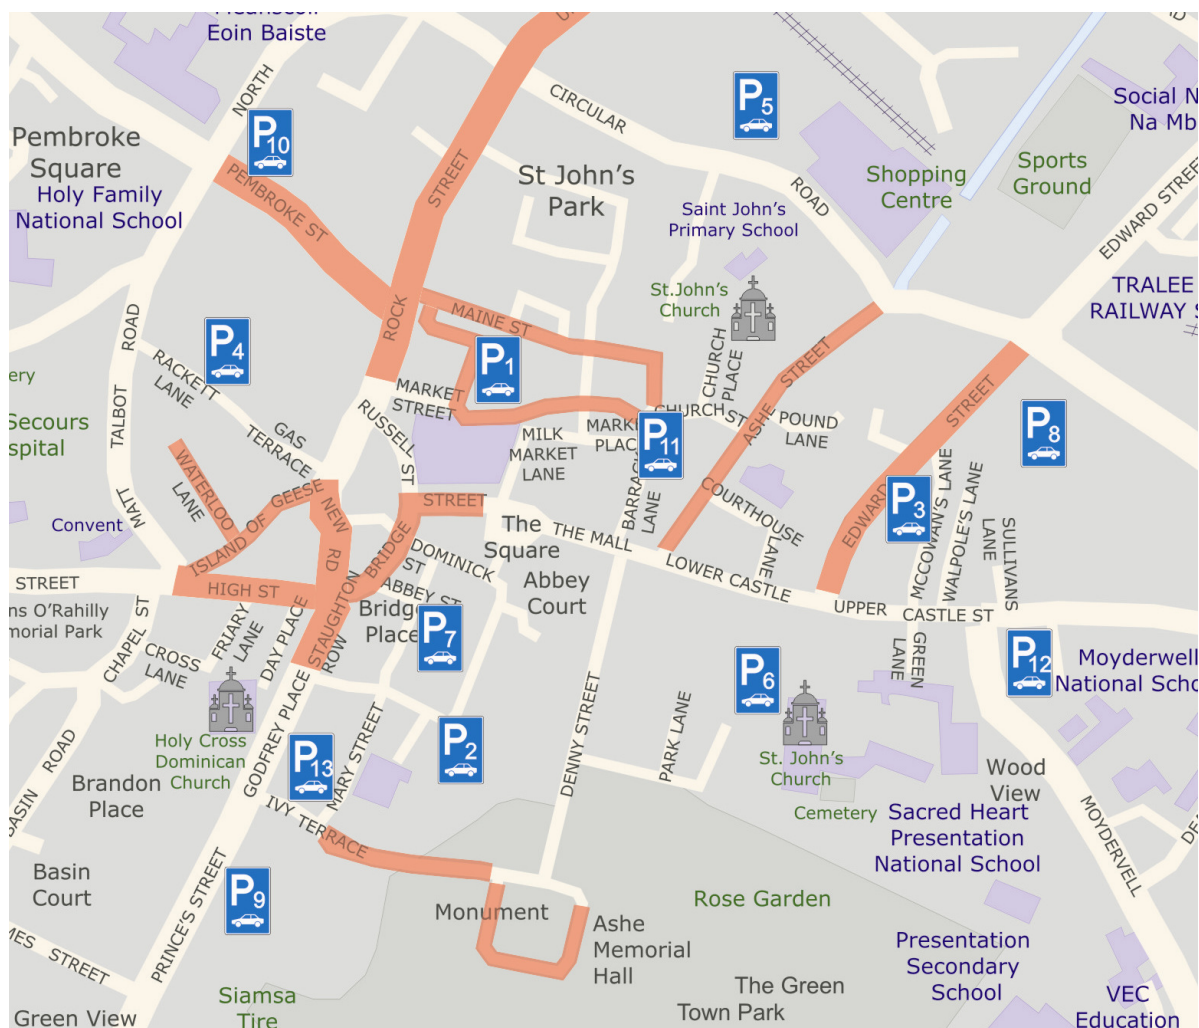 Eoin Baiste
NORTH
CIRCULAR
ROAD
P5
P10
Social
Na
Pembroke
Square
Holy Family
National School
PEMBROKE ST
STREET
ROCK
St John's
Park
Saint John's
Primary School
Shopping
Centre
Sports
Ground
EDWARD STREET
TRALEE
RAILWAY
St.John's
Church
MAINE ST
P4
P1
TALBOT
ROAD
MATT
RACKETT
LANE
GAS
TERRACE
MARKET
STREET
RUSSELL ST
CHURCH
PLACE
CHURCH
ST
ASHE
STREET
POUND
LANE
P8
MILK
MARKET
LANE
P11
BARRACK
LANE
Secours
WATERLOO
LANE
ISLAND OF GEESE
NEW
RD
BRIDGE
STREET
COURTHOUSE
LANE
EDWARD
STREET
P3
MCCOWAN'S LANE
WALPOLE'S LANE
SULLIVANS
LANE
Convent
The
Square
THE MALL
DOMINICK
ST
ABBEY ST
Abbey
Court
LOWER CASTLE
UPPER
CASTLE ST
STREET
HIGH ST
O'Rahilly
Park
CHAPEL ST
CROSS
LANE
FRIARY
LANE
DAY PLACE
STAUGHTON
ROW
Place
P7
P6
GREEN
LANE
P12
Moyderwell
National
Holy Cross
Dominican
Church
GODFREY PLACE
P13
MARY STREET
P2
DENNY STREET
PARK LANE
St. John's
Church
Cemetery
Wood
View
Brandon
Place
BASIN
ROAD
IVY TERRACE
Sacred Heart
Presentation
National School
MOYDERVELL
Basin
Court
P9
PRINCE'S STREET
Monument
Ashe
Memorial
Hall
Rose Garden
Presentation
Secondary
School
STREET
Siamsa
Tire
Green View
The Green
Town Park
VEC
Education